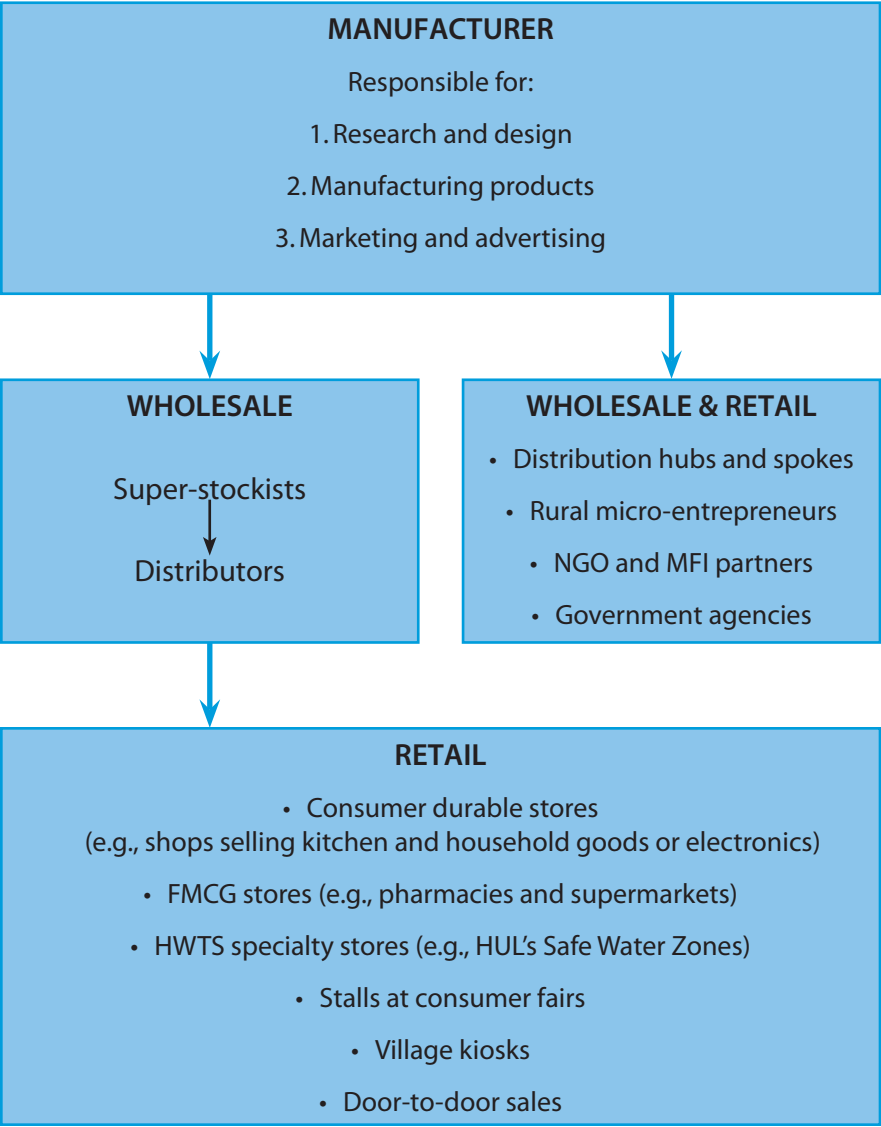 MANUFACTURER
Responsible for:
1. Research and design
2. Manufacturing products
3. Marketing and advertising
WHOLESALE
Super-stockists
Distributors
WHOLESALE & RETAIL
• Distribution hubs and spokes
• Rural micro-entrepreneurs
• NGO and MFI partners
• Government agencies
RETAIL
• Consumer durable stores
(e.g., shops selling kitchen and household goods or electronics)
• FMCG stores (e.g., pharmacies and supermarkets)
• HWTS specialty stores (e.g., HUL's Safe Water Zones)
• Stalls at consumer fairs
• Village kiosks
• Door-to-door sales